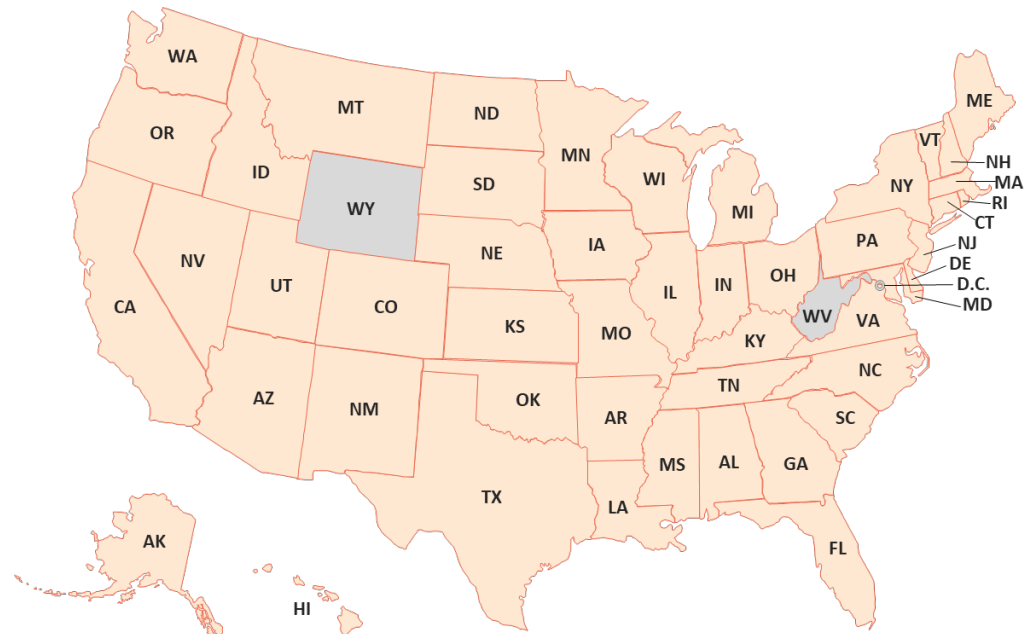 WA
MT
ND
ME
OR
MN
VT
ID
SD
WI
NH
MA
WY
MI
NY
RI
CT
NE
IA
PA
NJ
NV
OH
DE
UT
IL
IN
D.C.
CA
CO
WV
MD
KS
MO
VA
KY
NC
AZ
NM
OK
TN
AR
SC
MS
AL
GA
TX
LA
AK
FL
HI